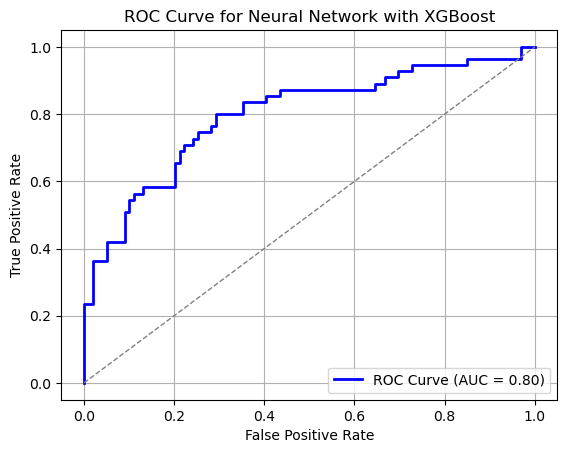 ROC Curve for Neural Network with XGBoost
True Positive Rate
1.0
0.8
0.6
0.4
0.2
0.0
ROC Curve (AUC = 0.80)
0.0 0.2 0.4 0.6 0.8 1.0
False Positive Rate